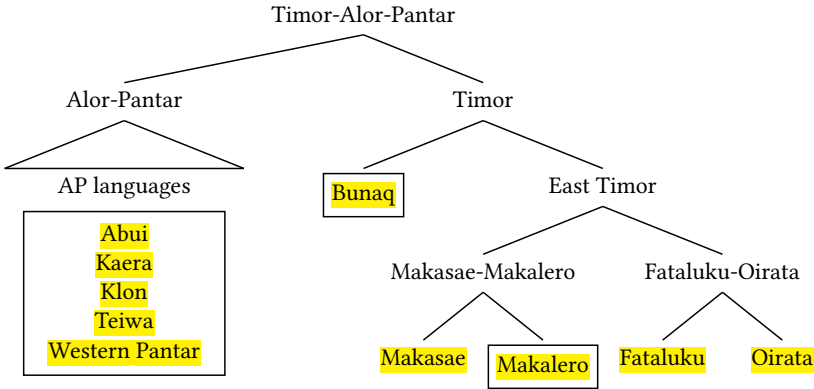 Timor-Alor-Pantar
Alor-Pantar
Timor
AP languages
Bunaq
East Timor
Abui
Kaera
Klon
Teiwa
Western Pantar
Makasae-Makalero
Fataluku-Oirata
Makasae
Makalero
Fataluku
Oirata